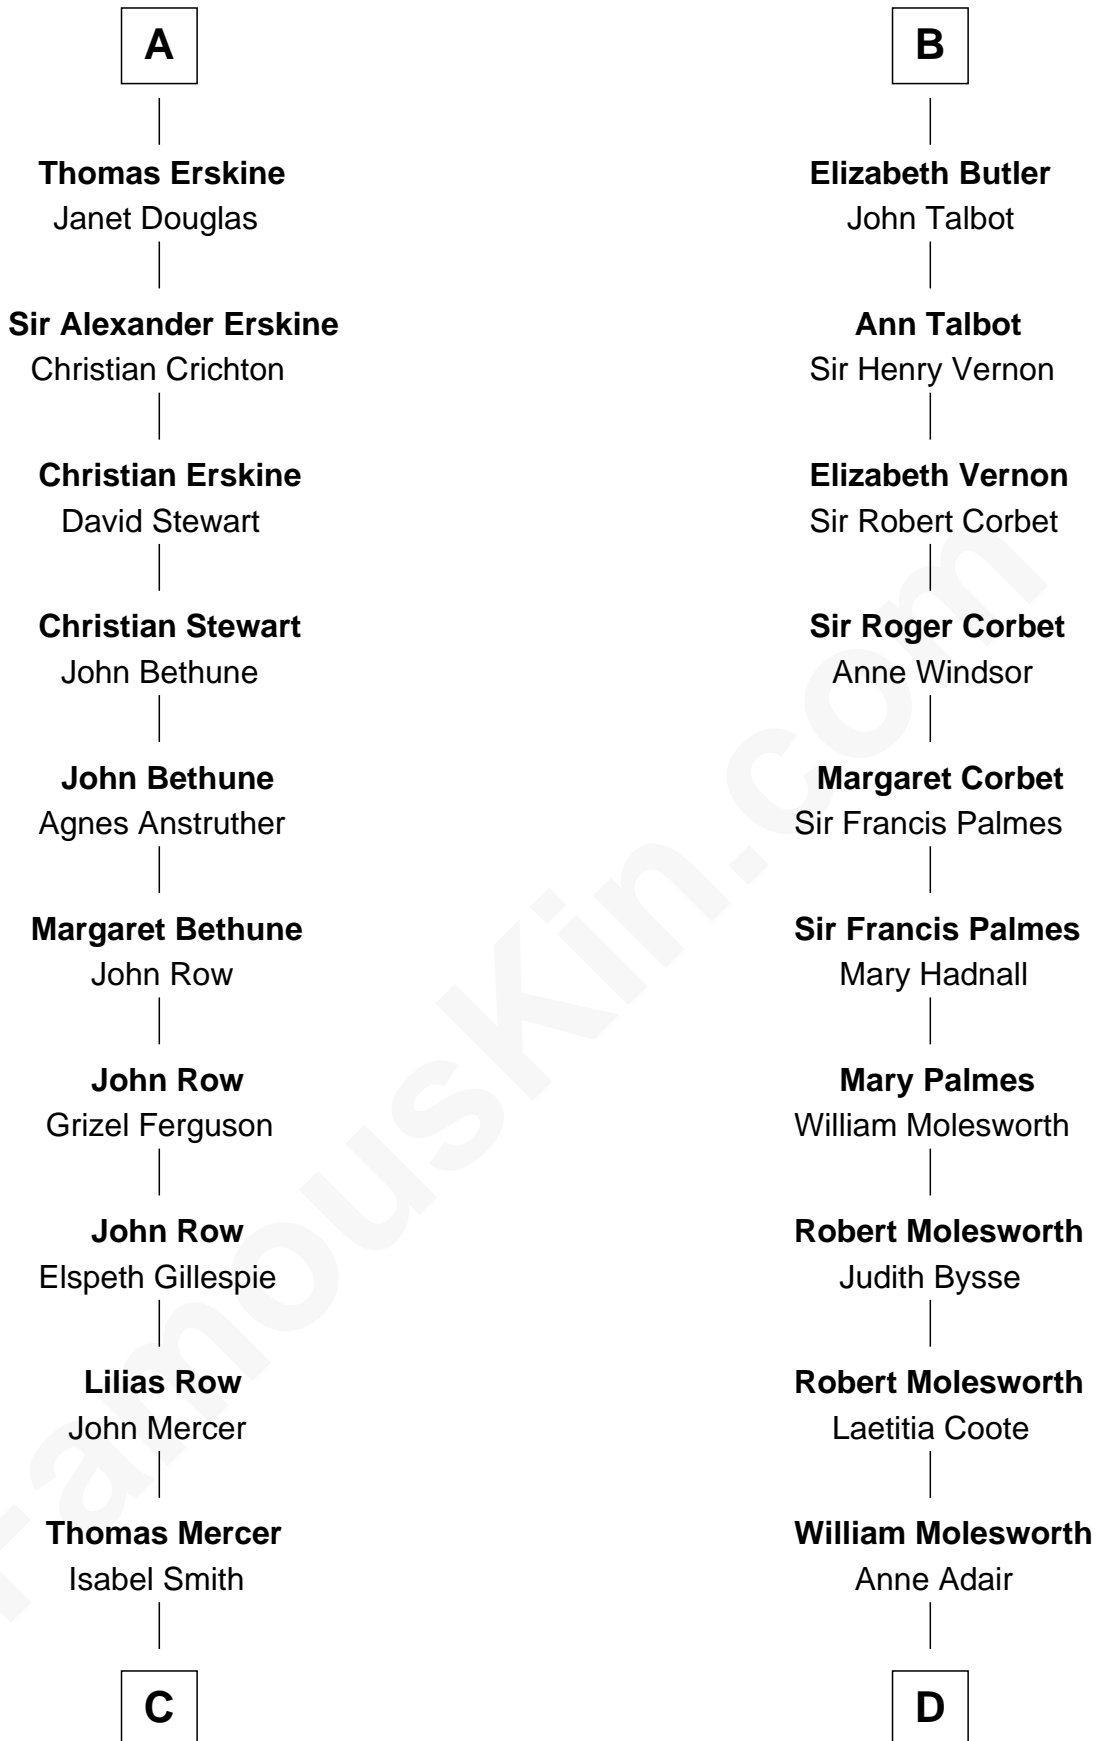 A
Thomas Erskine
Janet Douglas
Sir Alexander Erskine
Christian Crichton
Christian Erskine
David Stewart
Christian Stewart
John Bethune
John Bethune
Agnes Anstruther
Margaret Bethune
John Row
John Row
Grizel Ferguson
John Row
Elspeth Gillespie
Lilias Row
John Mercer
Thomas Mercer
Isabel Smith
C
B
Elizabeth Butler
John Talbot
Ann Talbot
Sir Henry Vernon
Elizabeth Vernon
Sir Robert Corbet
Sir Roger Corbet
Anne Windsor
Margaret Corbet
Sir Francis Palmes
Sir Francis Palmes
Mary Hadnall
Mary Palmes
William Molesworth
Robert Molesworth
Judith Bysse
Robert Molesworth
Laetitia Coote
William Molesworth
Anne Adair
D
FamousKin.com